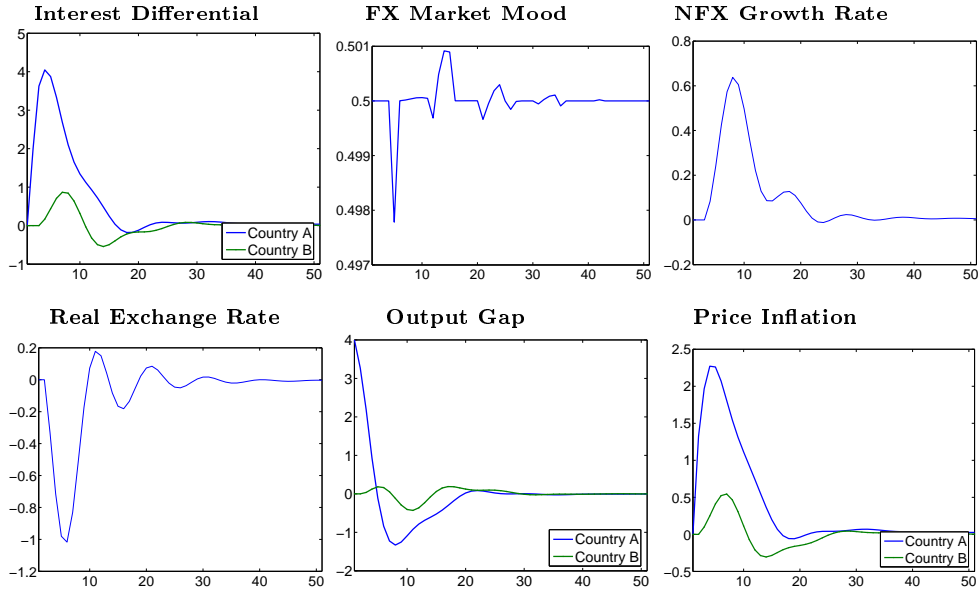 Interest Differential
5
4
3
2
1
0
−1
10 20 30 40 50
Country A
Country B
FX Market Mood
0.501
0.5
0.499
0.498
0.497
10 20 30 40 50
NFX Growth Rate
0.8
0.6
0.4
0.2
0
−0.2
10 20 30 40 50
Real Exchange Rate
0.2
0
−0.2
−0.4
−0.6
−0.8
−1
−1.2
10 20 30 40 50
Output Gap
4
3
2
1
0
−1
−2
10 20 30 40 50
Country A
Country B
Price Inflation
2.5
2
1.5
1
0.5
0
−0.5
10 20 30 40 50
Country A
Country B